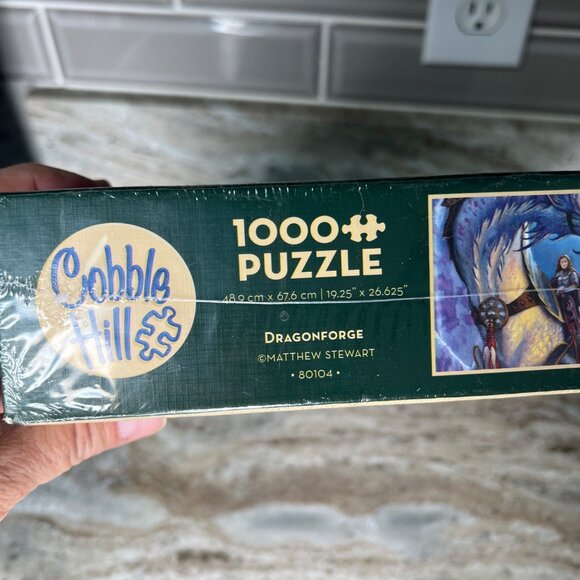 Cobble
Hill
1000
PUZZLE
48.9 cm x 67.6 cm | 19.25" x 26.625"
DRAGONFORGE
©MATTHEW STEWART
• 80104 •